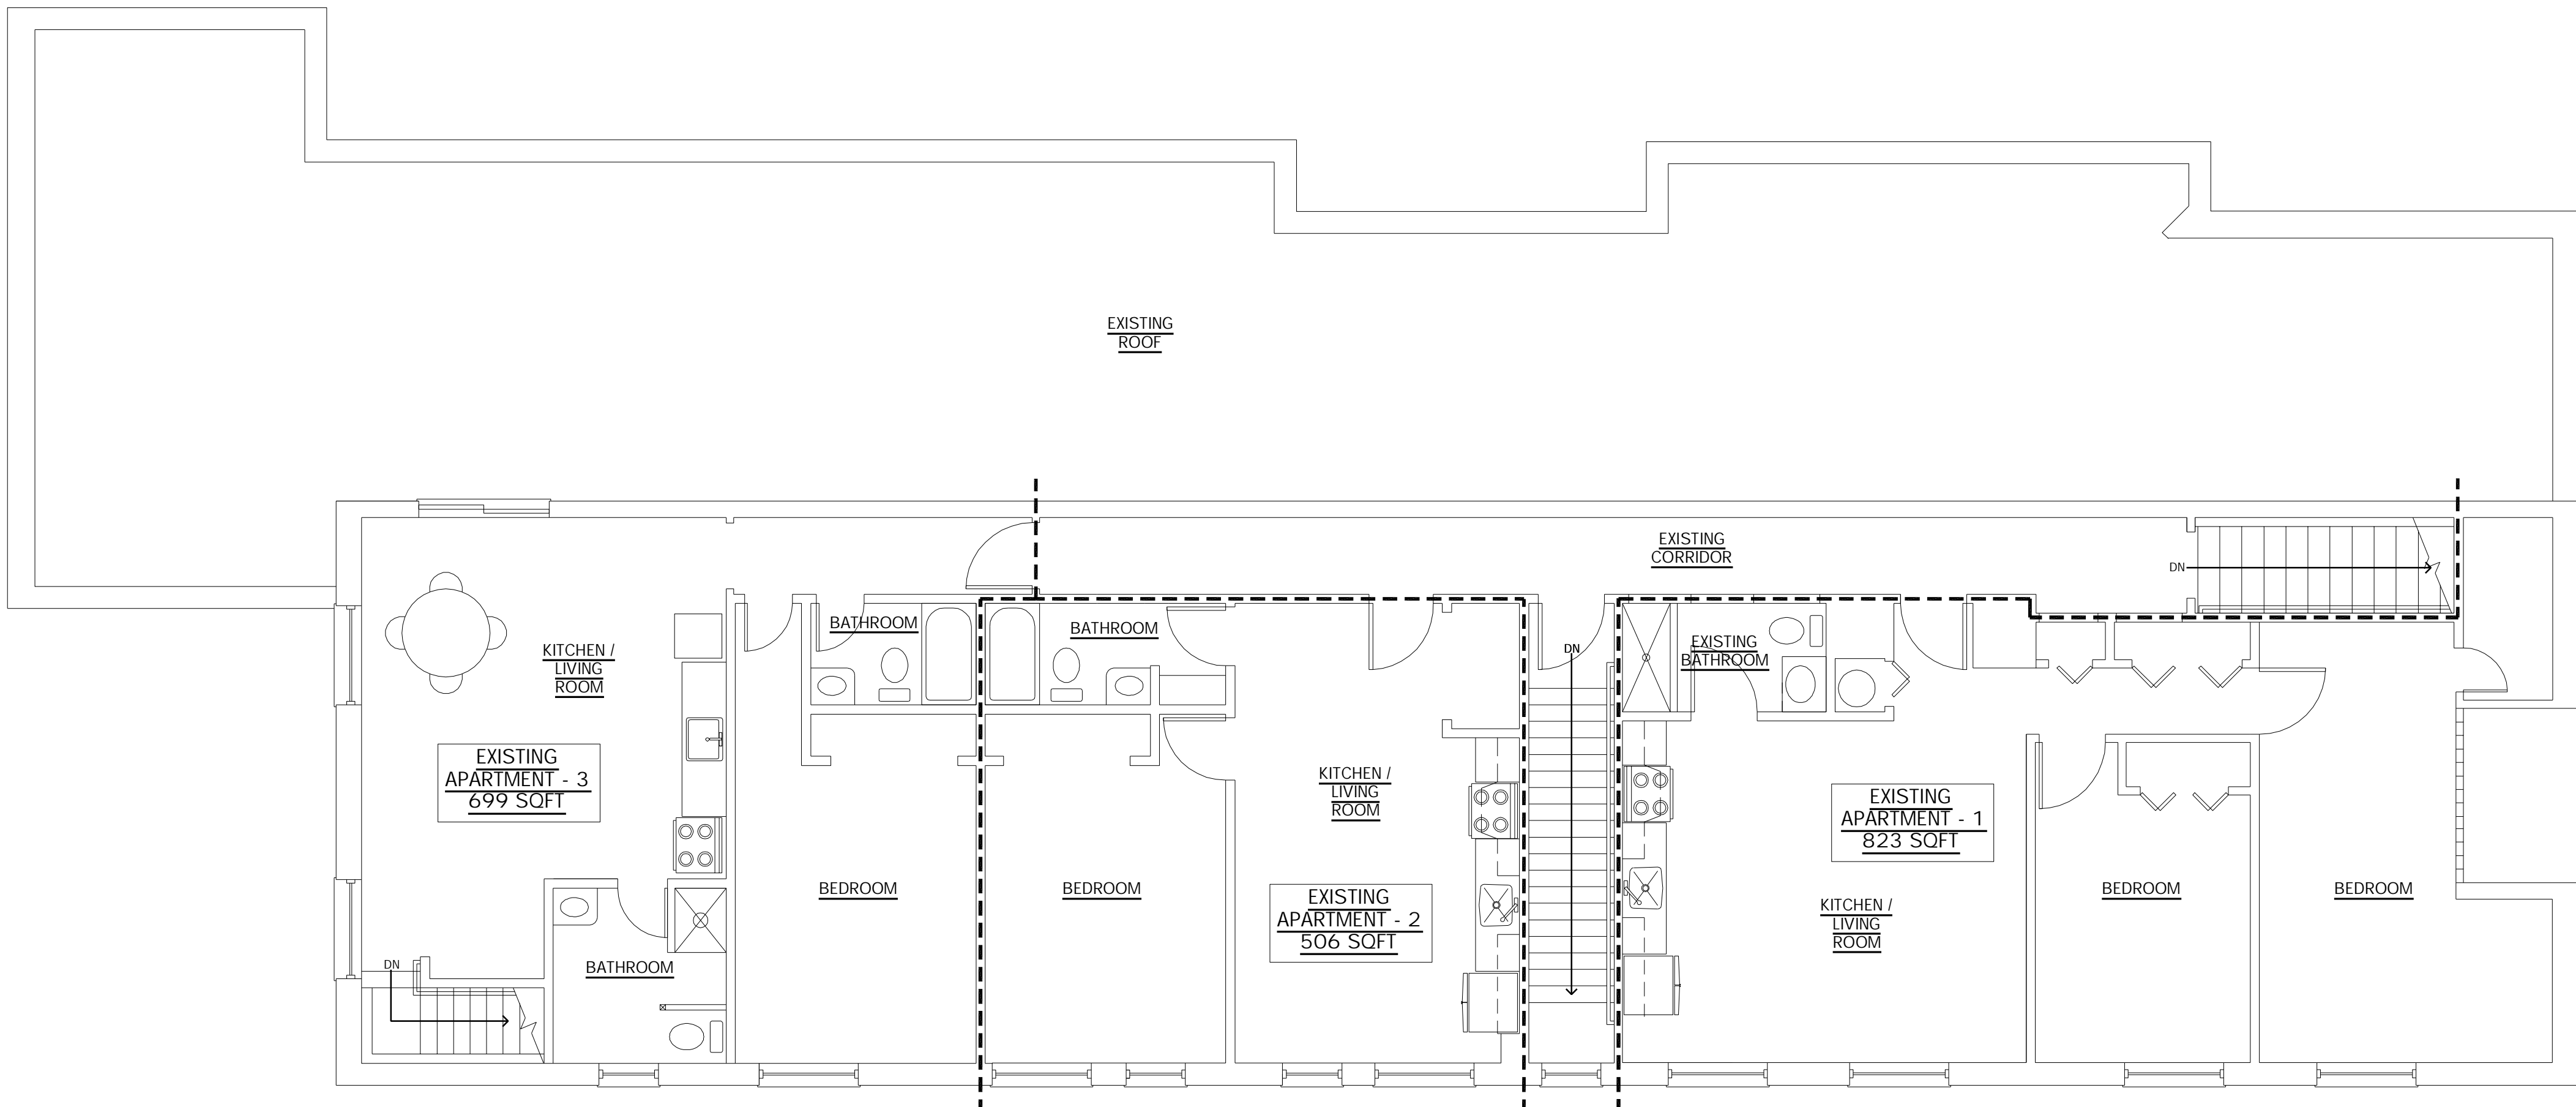 EXISTING
ROOF
EXISTING
CORRIDOR
DN
BATHROOM
BATHROOM
DN
EXISTING
BATHROOM
KITCHEN /
LIVING
ROOM
EXISTING
APARTMENT - 3
699 SQFT
KITCHEN /
LIVING
ROOM
EXISTING
APARTMENT - 1
823 SQFT
BEDROOM
BEDROOM
EXISTING
APARTMENT - 2
506 SQFT
KITCHEN /
LIVING
ROOM
BEDROOM
BEDROOM
DN
BATHROOM